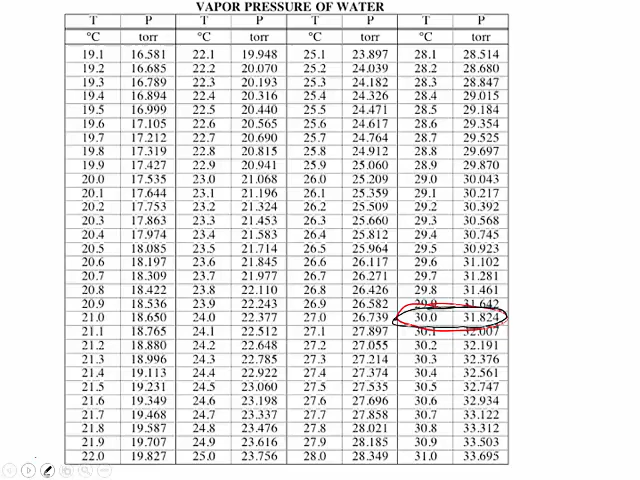 VAPOR PRESSURE OF WATER
T P T P T P T P
°C torr °C torr °C torr °C torr
19.1 16.581 22.1 19.948 25.1 23.897 28.1 28.514
19.2 16.685 22.2 20.070 25.2 24.039 28.2 28.680
19.3 16.789 22.3 20.193 25.3 24.182 28.3 28.847
19.4 16.894 22.4 20.316 25.4 24.326 28.4 29.015
19.5 16.999 22.5 20.440 25.5 24.471 28.5 29.184
19.6 17.105 22.6 20.565 25.6 24.617 28.6 29.354
19.7 17.212 22.7 20.690 25.7 24.764 28.7 29.525
19.8 17.319 22.8 20.815 25.8 24.912 28.8 29.697
19.9 17.427 22.9 20.941 25.9 25.060 28.9 29.870
20.0 17.535 23.0 21.068 26.0 25.209 29.0 30.043
20.1 17.644 23.1 21.196 26.1 25.359 29.1 30.217
20.2 17.753 23.2 21.324 26.2 25.509 29.2 30.392
20.3 17.863 23.3 21.453 26.3 25.660 29.3 30.568
20.4 17.974 23.4 21.583 26.4 25.812 29.4 30.745
20.5 18.085 23.5 21.714 26.5 25.964 29.5 30.923
20.6 18.197 23.6 21.845 26.6 26.117 29.6 31.102
20.7 18.309 23.7 21.977 26.7 26.271 29.7 31.281
20.8 18.422 23.8 22.110 26.8 26.426 29.8 31.461
20.9 18.536 23.9 22.243 26.9 26.582 29.9 31.642
21.0 18.650 24.0 22.377 27.0 26.739 30.0 31.824
21.1 18.765 24.1 22.512 27.1 27.897 30.1 32.007
21.2 18.880 24.2 22.648 27.2 27.055 30.2 32.191
21.3 18.996 24.3 22.785 27.3 27.214 30.3 32.376
21.4 19.113 24.4 22.922 27.4 27.374 30.4 32.561
21.5 19.231 24.5 23.060 27.5 27.535 30.5 32.747
21.6 19.349 24.6 23.198 27.6 27.696 30.6 32.934
21.7 19.468 24.7 23.337 27.7 27.858 30.7 33.122
21.8 19.587 24.8 23.476 27.8 28.021 30.8 33.312
21.9 19.707 24.9 23.616 27.9 28.185 30.9 33.503
22.0 19.827 25.0 23.756 28.0 28.349 31.0 33.695